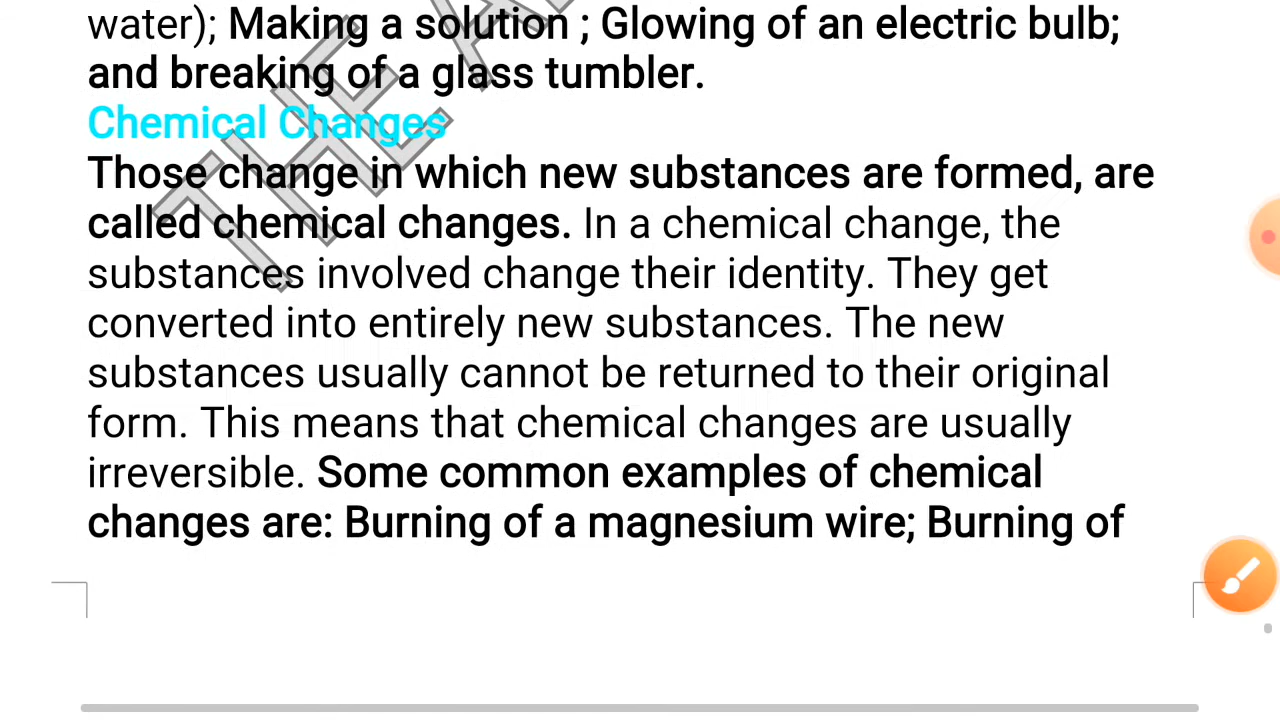 water); Making a solution ; Glowing of an electric bulb;
and breaking of a glass tumbler.
Chemical Changes
Those change in which new substances are formed, are
called chemical changes. In a chemical change, the
substances involved change their identity. They get
converted into entirely new substances. The new
substances usually cannot be returned to their original
form. This means that chemical changes are usually
irreversible. Some common examples of chemical
changes are: Burning of a magnesium wire; Burning of
THE A